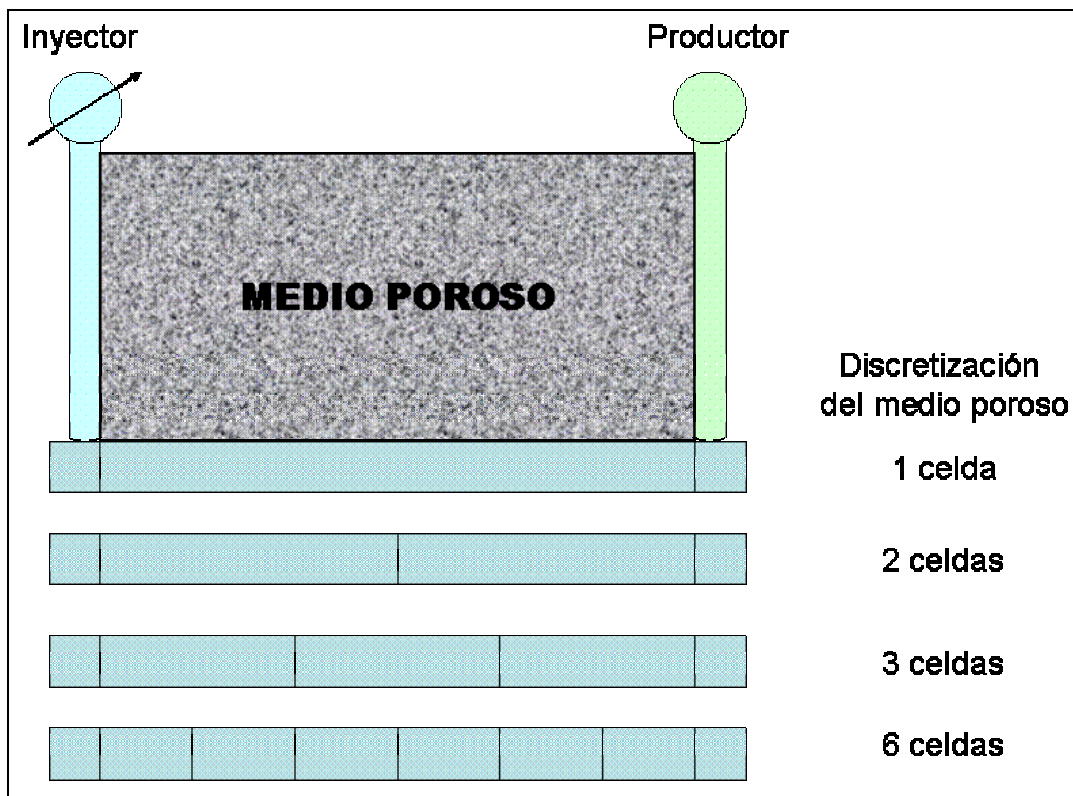 Inyector
Productor
MEDIO POROSO
Discretización
del medio poroso
1 celda
2 celdas
3 celdas
6 celdas